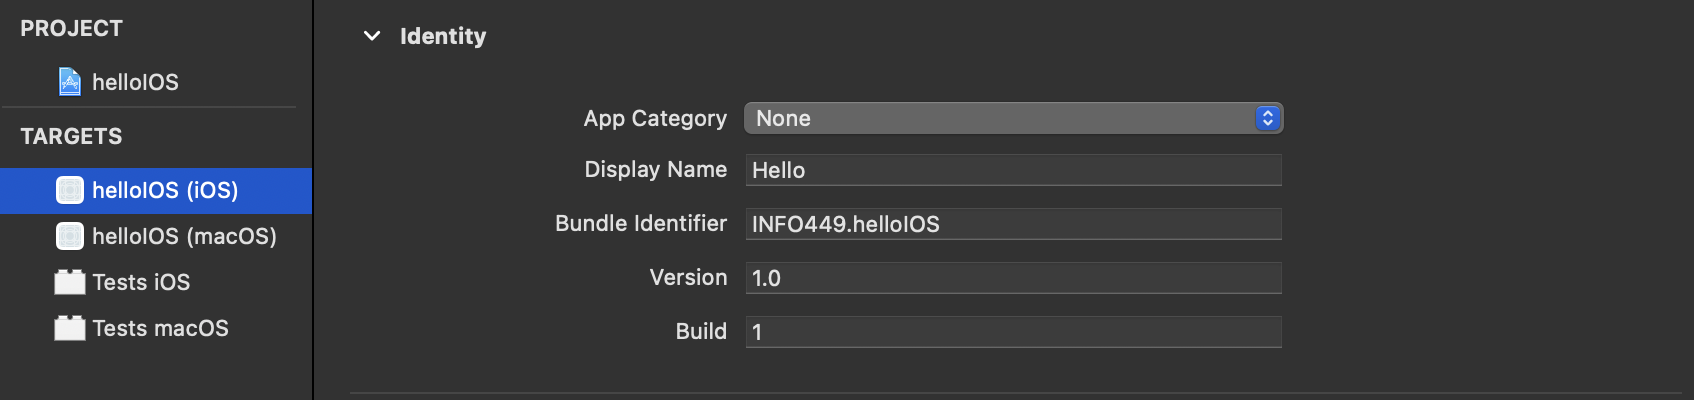 PROJECT
helloIOS
TARGETS
helloIOS (iOS)
helloIOS (macOS)
Tests iOS
Tests macOS
Identity
App Category None
Display Name Hello
Bundle Identifier INFO449.helloIOS
Version 1.0
Build 1